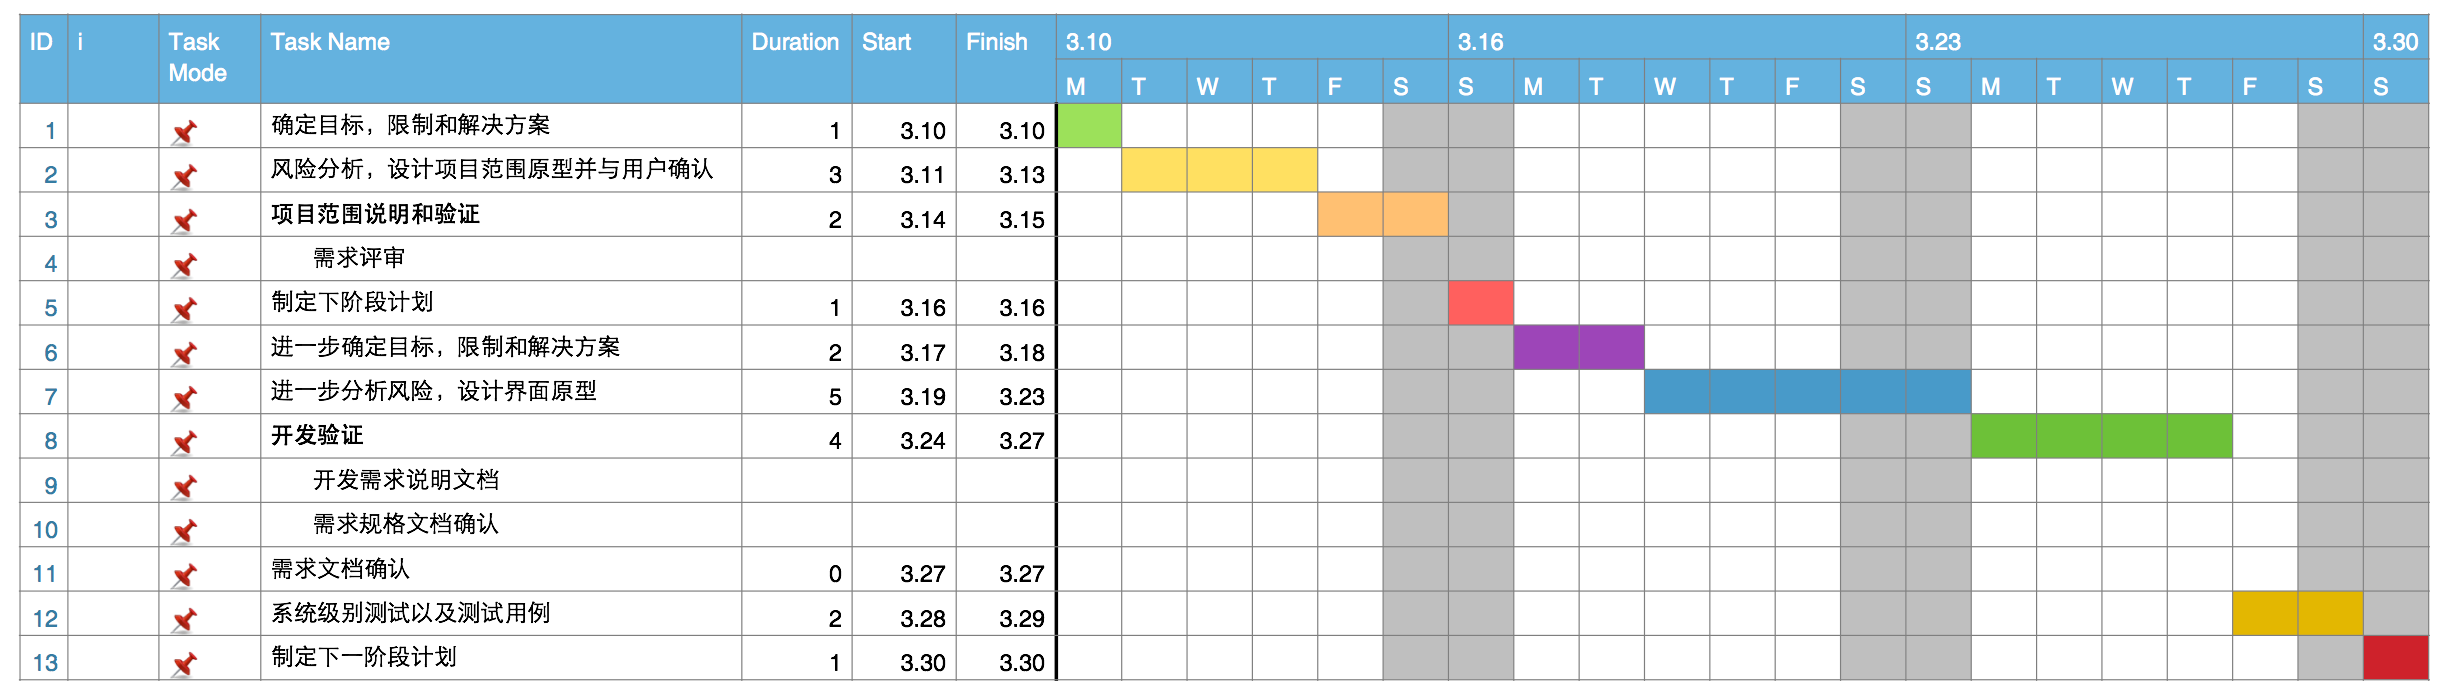 ID i Task Mode Task Name Duration Start Finish 3.10 3.16 3.23 3.30
M T W T F S S M T W T F S S M T W T F S S
1 确定目标，限制和解决方案 1 3.10 3.10
2 风险分析，设计项目范围原型并与用户确认 3 3.11 3.13
3 项目范围说明和验证 2 3.14 3.15
4 需求评审
5 制定下阶段计划 1 3.16 3.16
6 进一步确定目标，限制和解决方案 2 3.17 3.18
7 进一步分析风险，设计界面原型 5 3.19 3.23
8 开发验证 4 3.24 3.27
9 开发需求说明文档
10 需求规格文档确认
11 需求文档确认 0 3.27 3.27
12 系统级别测试以及测试用例 2 3.28 3.29
13 制定下一阶段计划 1 3.30 3.30